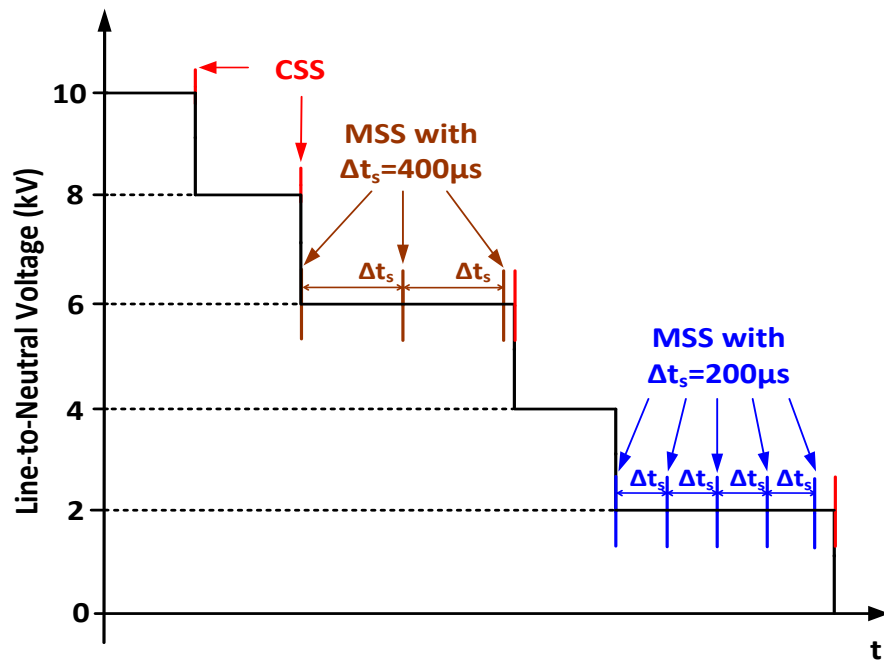 Line-to-Neutral Voltage (kV)
10
8
6
4
2
0
CSS
MSS with
Δtₛ=400μs
Δtₛ
Δtₛ
MSS with
Δtₛ=200μs
Δtₛ
Δtₛ
Δtₛ
Δtₛ
t